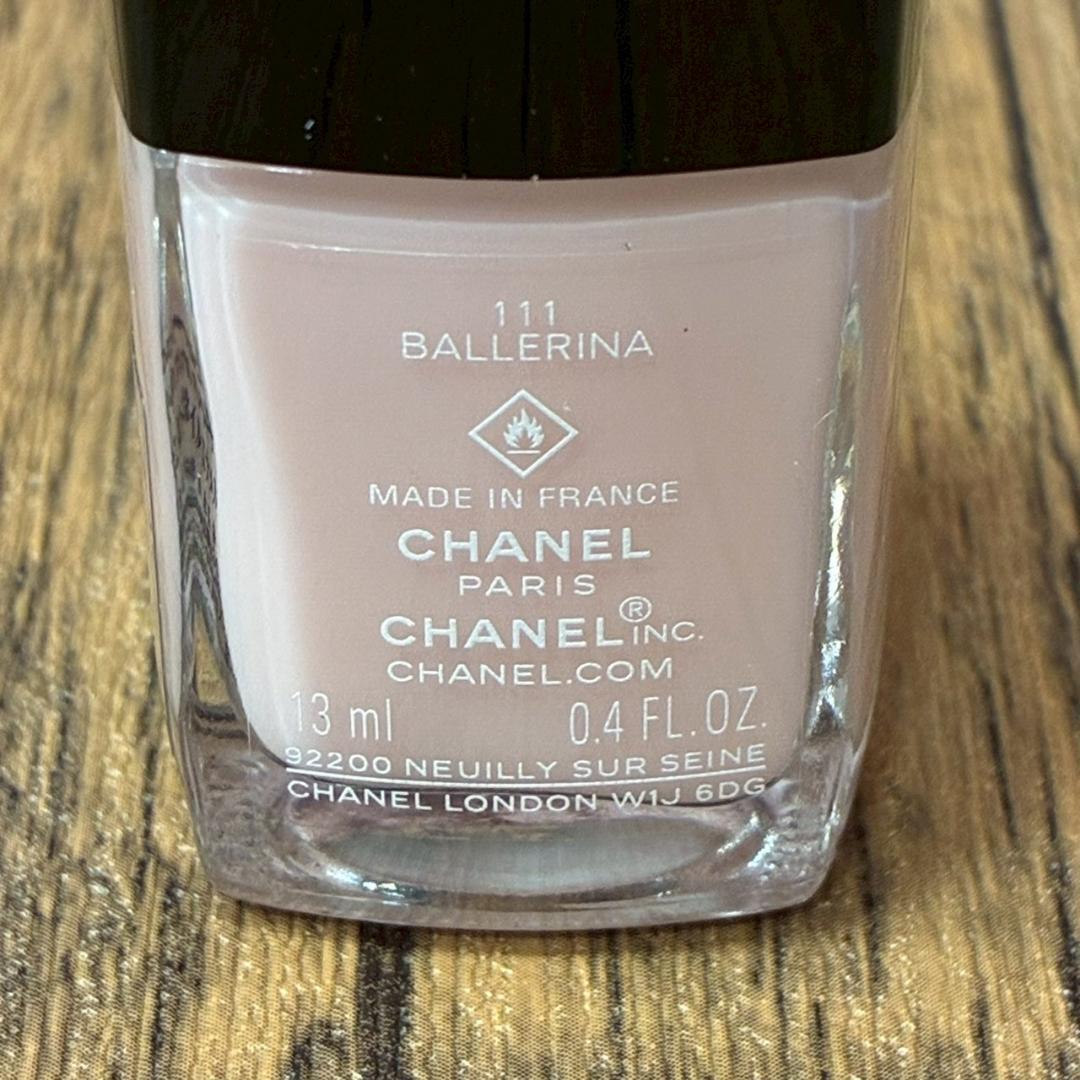 111
BALLERINA
MADE IN FRANCE
CHANEL
PARIS
CHANEL® INC.
CHANEL.COM
13 ml 0.4 FL.OZ.
92200 NEUILLY SUR SEINE
CHANEL LONDON W1J 6DG